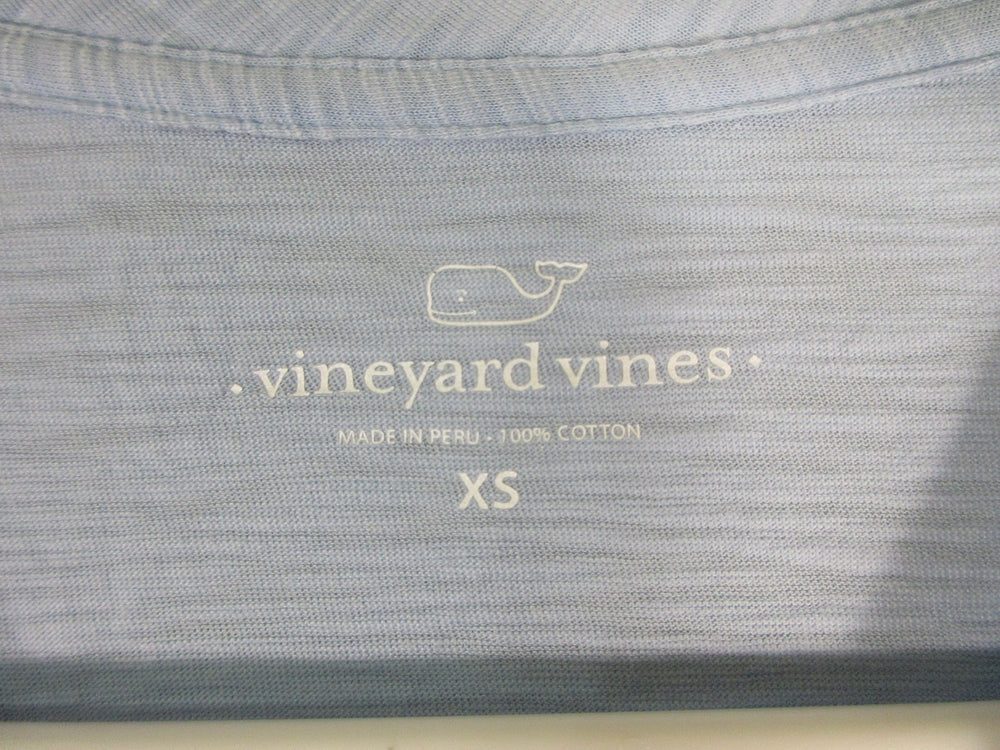 • vineyard vines •
MADE IN PERU • 100% COTTON
XS